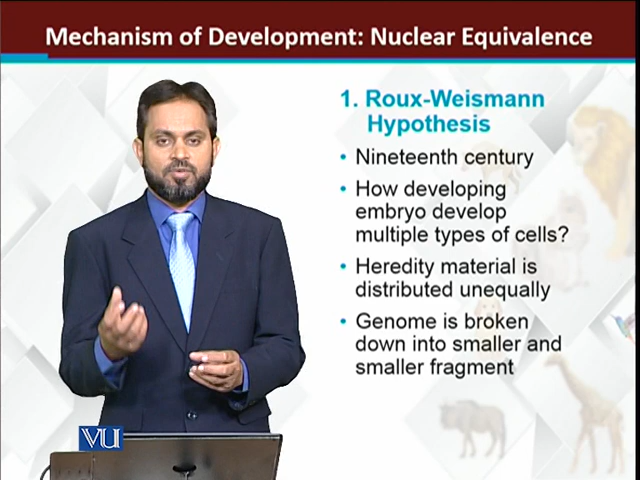 Mechanism of Development: Nuclear Equivalence
1. Roux-Weismann
Hypothesis
• Nineteenth century
• How developing
embryo develop
multiple types of cells?
• Heredity material is
distributed unequally
• Genome is broken
down into smaller and
smaller fragment
VU